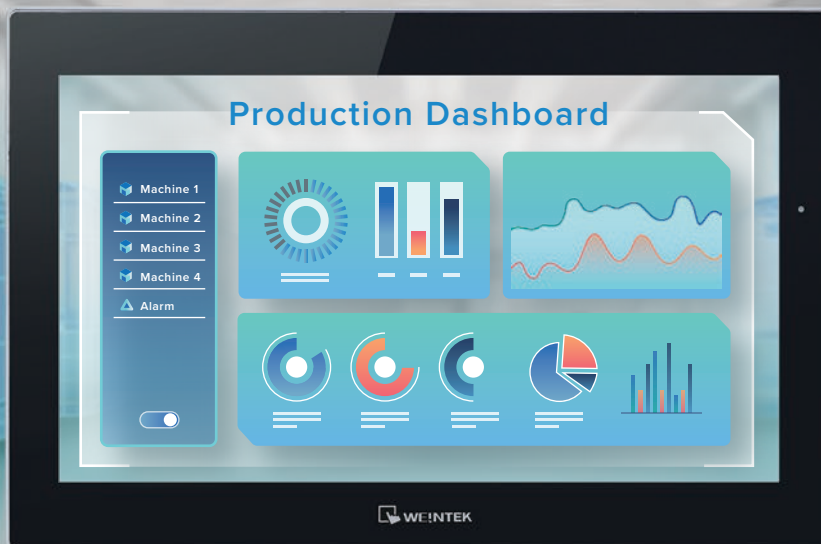 Production Dashboard
Machine 1
Machine 2
Machine 3
Machine 4
Alarm
WEINTEK